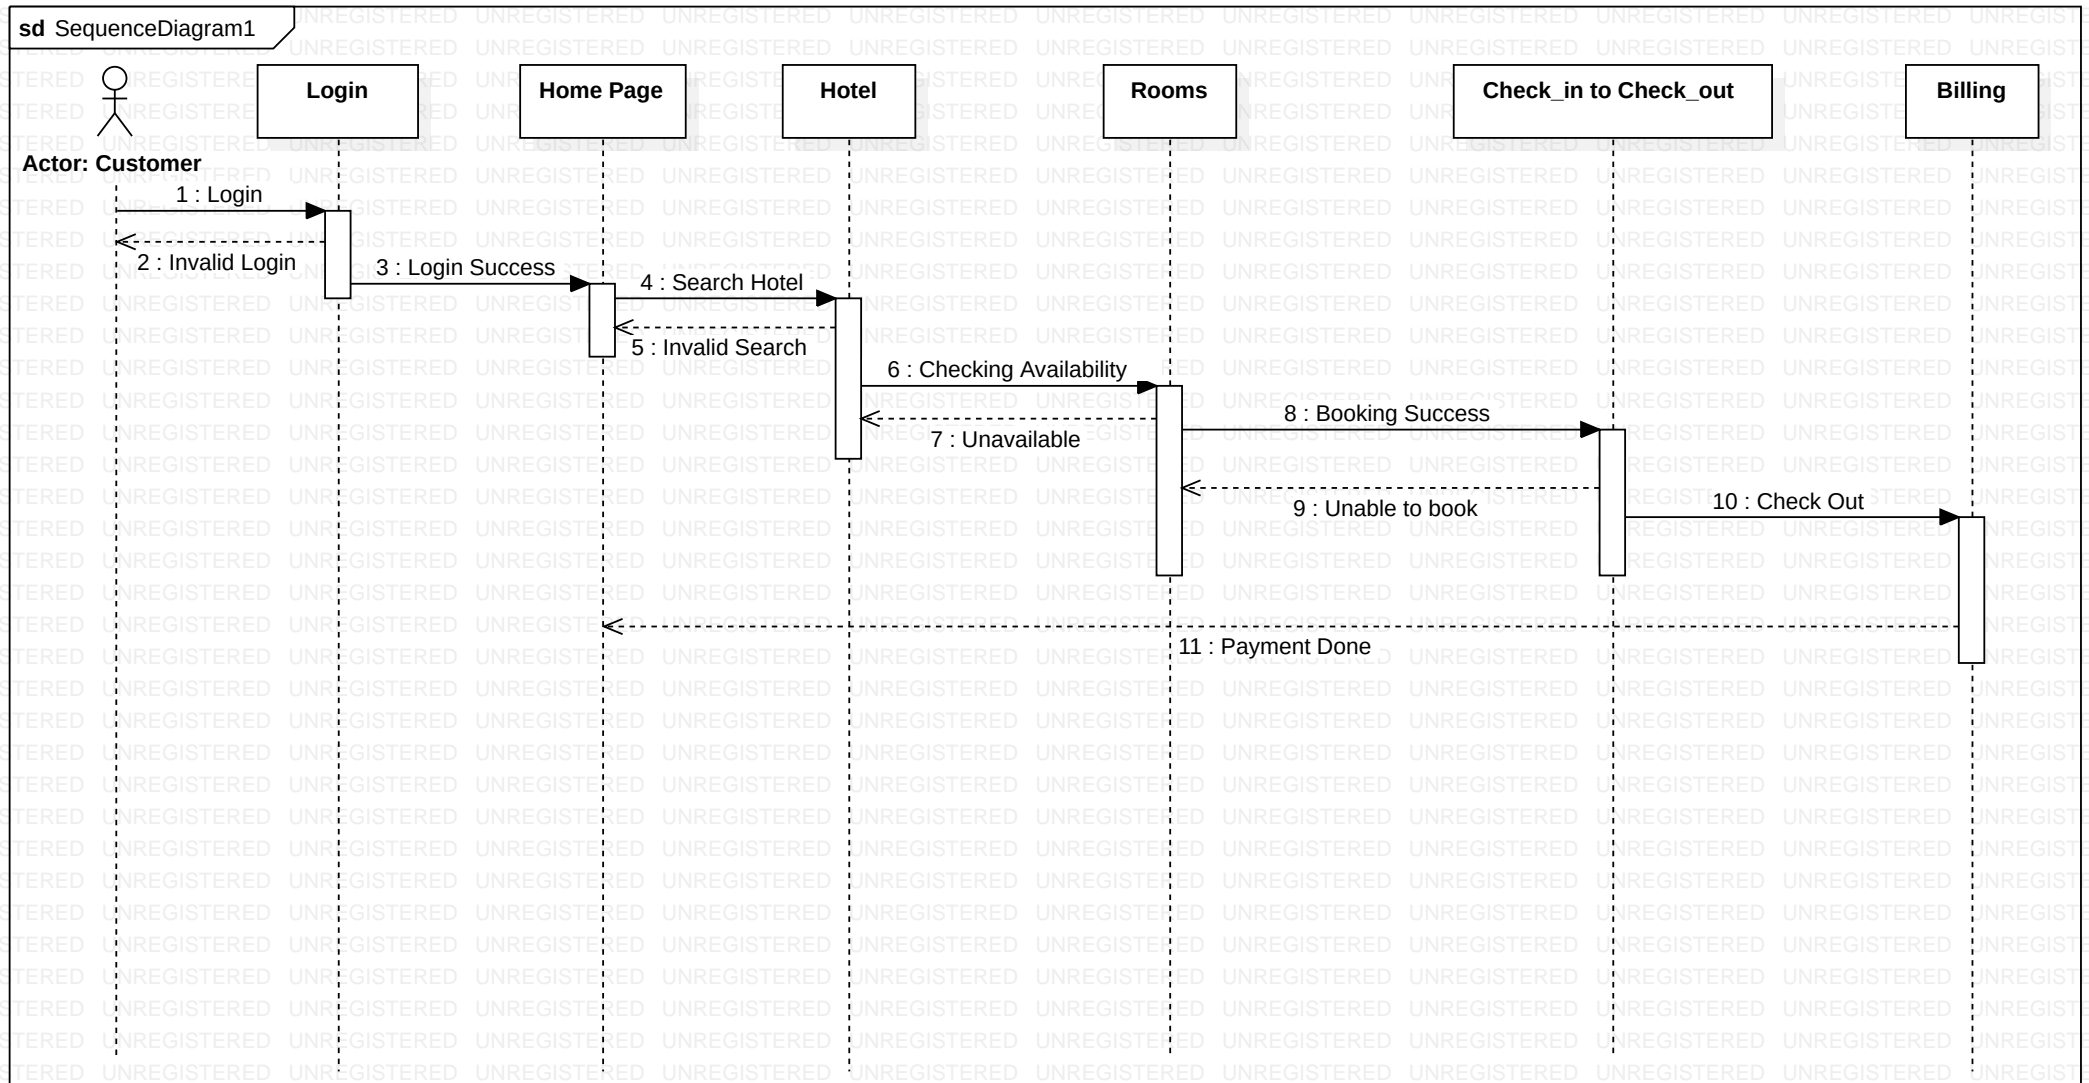 sd SequenceDiagram1
Login
Home Page
Hotel
Rooms
Check_in to Check_out
Billing
Actor: Customer
1 : Login
2 : Invalid Login
3 : Login Success
4 : Search Hotel
5 : Invalid Search
6 : Checking Availability
7 : Unavailable
8 : Booking Success
9 : Unable to book
10 : Check Out
11 : Payment Done
UNREGISTERED